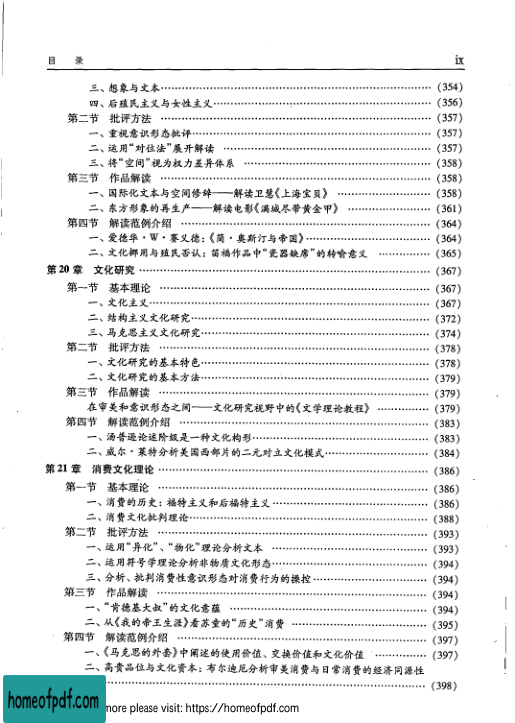 目 录 ix
三、想象与文本 (354)
四、后殖民主义与女性主义 (356)
第二节 批评方法 (357)
一、重视意识形态批评 (357)
二、运用“对位法”展开解读 (357)
三、将“空间”视为权力差异体系 (358)
第三节 作品解读 (358)
一、国际化文本与空间修辞——解读卫慧《上海宝贝》 (358)
二、东方形象的再生产——解读电影《满城尽带黄金甲》 (361)
第四节 解读范例介绍 (364)
一、爱德华·W·赛义德:《简·奥斯汀与帝国》 (364)
二、文化挪用与殖民否认:笛福作品中“瓷器缺席”的转喻意义 (365)
第20章 文化研究 (367)
第一节 基本理论 (367)
一、文化主义 (367)
二、结构主义文化研究 (372)
三、马克思主义文化研究 (374)
第二节 批评方法 (378)
一、文化研究的基本特色 (378)
二、文化研究的基本方法 (379)
第三节 作品解读 (379)
在审美和意识形态之间——文化研究视野中的《文学理论教程》 (379)
第四节 解读范例介绍 (383)
一、汤普逊论述阶级是一种文化构形 (383)
二、威尔·莱特分析美国西部片的二元对立文化模式 (384)
第21章 消费文化理论 (386)
第一节 基本理论 (386)
一、消费的历史:福特主义和后福特主义 (386)
二、消费文化批判理论 (388)
第二节 批评方法 (393)
一、运用“异化”、“物化”理论分析文本 (393)
二、运用符号学理论分析非物质文化形态 (394)
三、分析、批判消费性意识形态对消费行为的操控 (394)
第三节 作品解读 (394)
一、“肯德基大叔”的文化意蕴 (394)
二、从《我的帝王生涯》看苏童的“历史”消费 (395)
第四节 解读范例介绍 (397)
一、《马克思的外套》中阐述的使用价值、交换价值和文化价值 (397)
二、高贵品位与文化资本:布尔迪厄分析审美消费与日常消费的经济同源性
(398)
homeofpdf.com
more please visit: https://homeofpdf.com